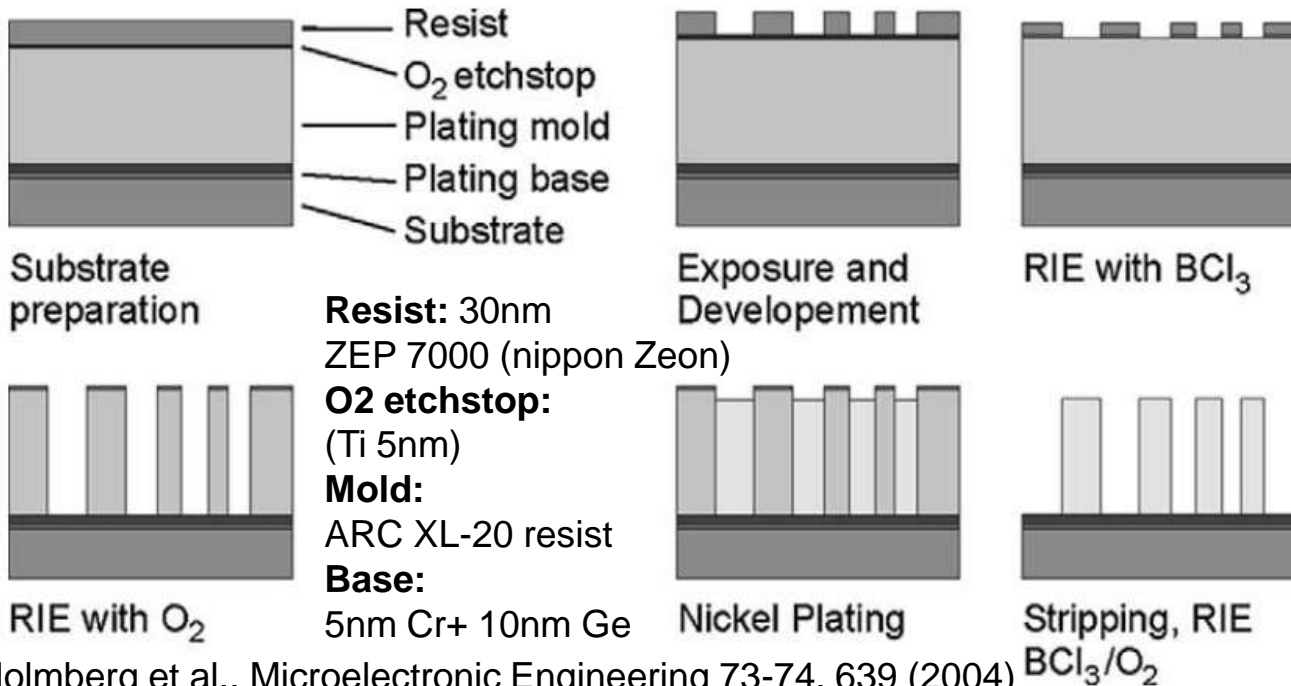 Resist
O₂ etchstop
Plating mold
Plating base
Substrate
Substrate
preparation
Exposure and
Developement
RIE with BCl₃
Resist: 30nm
ZEP 7000 (nippon Zeon)
O2 etchstop:
(Ti 5nm)
Mold:
ARC XL-20 resist
Base:
5nm Cr+ 10nm Ge
RIE with O₂
Nickel Plating
Stripping, RIE
BCl₃/O₂
et al., Microelectronic Engineering 73-74, 639 (2004)